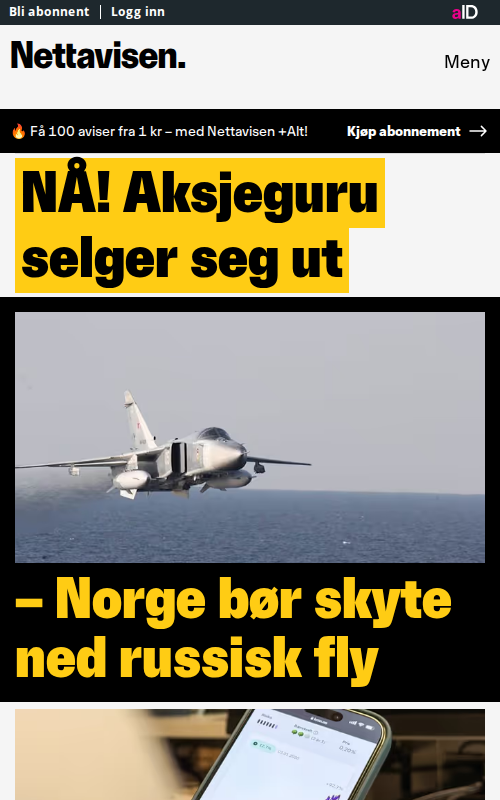 Bli abonnent | Logg inn
aID
Nettavisen.
Meny
🔥 Få 100 aviser fra 1 kr – med Nettavisen +Alt!
Kjøp abonnement →
NÅ! Aksjeguru
selger seg ut
– Norge bør skyte
ned russisk fly